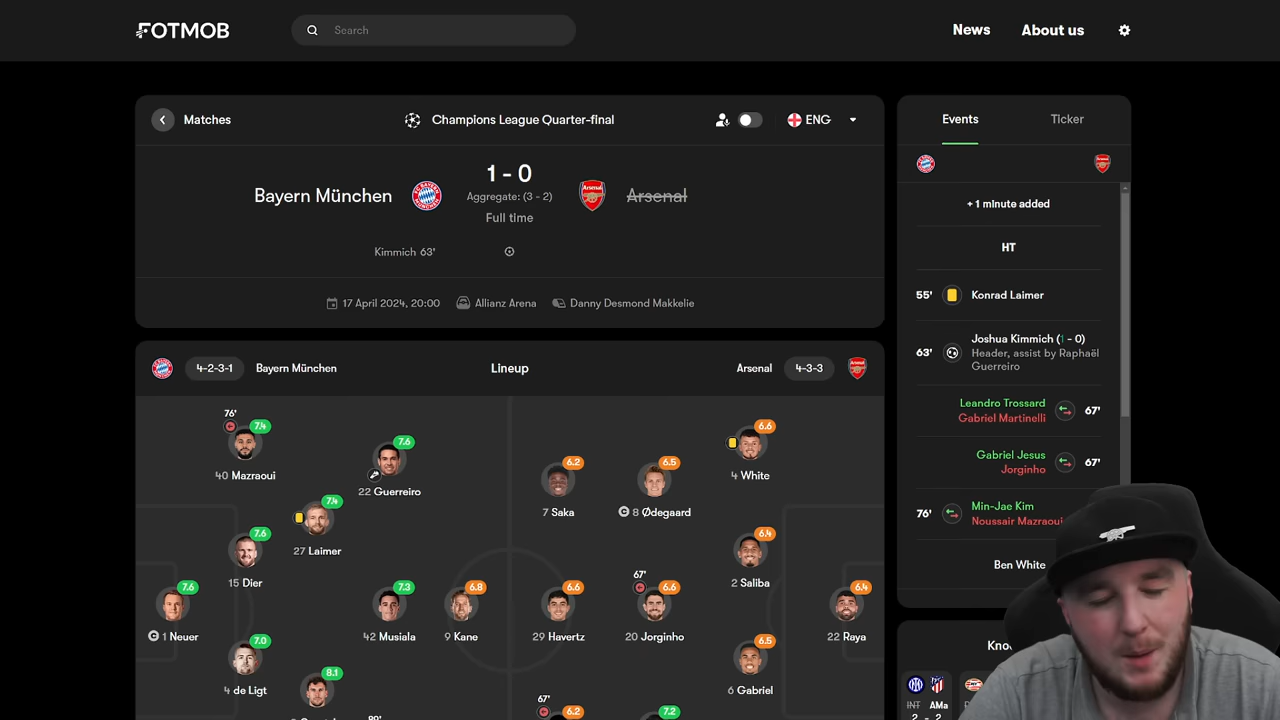 FOTMOB
Search
News
About us
Matches
Champions League Quarter-final
ENG
Bayern München
1 - 0
Aggregate: (3 - 2)
Full time
Arsenal
Kimmich 63'
17 April 2024, 20:00
Allianz Arena
Danny Desmond Makkelie
4-2-3-1
Bayern München
Lineup
Arsenal
4-3-3
76'
7.4
40 Mazraoui
7.6
22 Guerreiro
7.4
27 Laimer
7.6
15 Dier
7.6
C 1 Neuer
7.3
42 Musiala
6.8
9 Kane
7.0
4 de Ligt
8.1
6.6
4 White
6.2
7 Saka
6.5
C 8 Ødegaard
6.4
2 Saliba
6.6
29 Havertz
67'
6.6
20 Jorginho
6.4
22 Raya
6.5
6 Gabriel
67'
6.2
7.2
Events
Ticker
+ 1 minute added
HT
55'
Konrad Laimer
63'
Joshua Kimmich (1 - 0)
Header, assist by Raphaël
Guerreiro
Leandro Trossard
Gabriel Martinelli
67'
Gabriel Jesus
Jorginho
67'
76'
Min-Jae Kim
Noussair Mazraoui
Ben White
INT
AMa
2 - 2